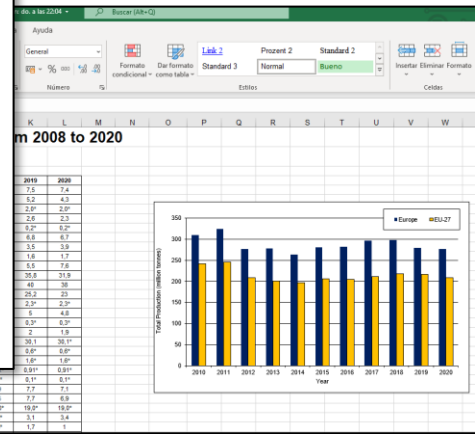 do. a las 22:04
Buscar (Alt+Q)
Ayuda
General
Formato condicional
Dar formato como tabla
Link 2
Prozent 2
Standard 2
Standard 3
Normal
Bueno
Insertar
Eliminar
Formato
Número
Estilos
Celdas
K L M N O P Q R S T U V W
m 2008 to 2020
2019 2020
7,5 7,4
5,2 4,3
2,0* 2,0*
2,6 2,3
0,2* 0,2*
6,8 6,7
3,5 3,9
1,6 1,7
5,5 7,6
35,8 31,9
40 38
25,2 23
2,3* 2,3*
5 4,8
0,3* 0,3*
2 1,9
30,1 30,1*
0,6* 0,6*
1,6* 1,6*
0,91* 0,91*
0,1* 0,1*
7,7 7,1
7,7 6,9
19,0* 19,0*
3,1 3,4
1,7 1
Europe EU-27
Total Production (million tonnes)
350
300
250
200
150
100
50
0
2010 2011 2012 2013 2014 2015 2016 2017 2018 2019 2020
Year